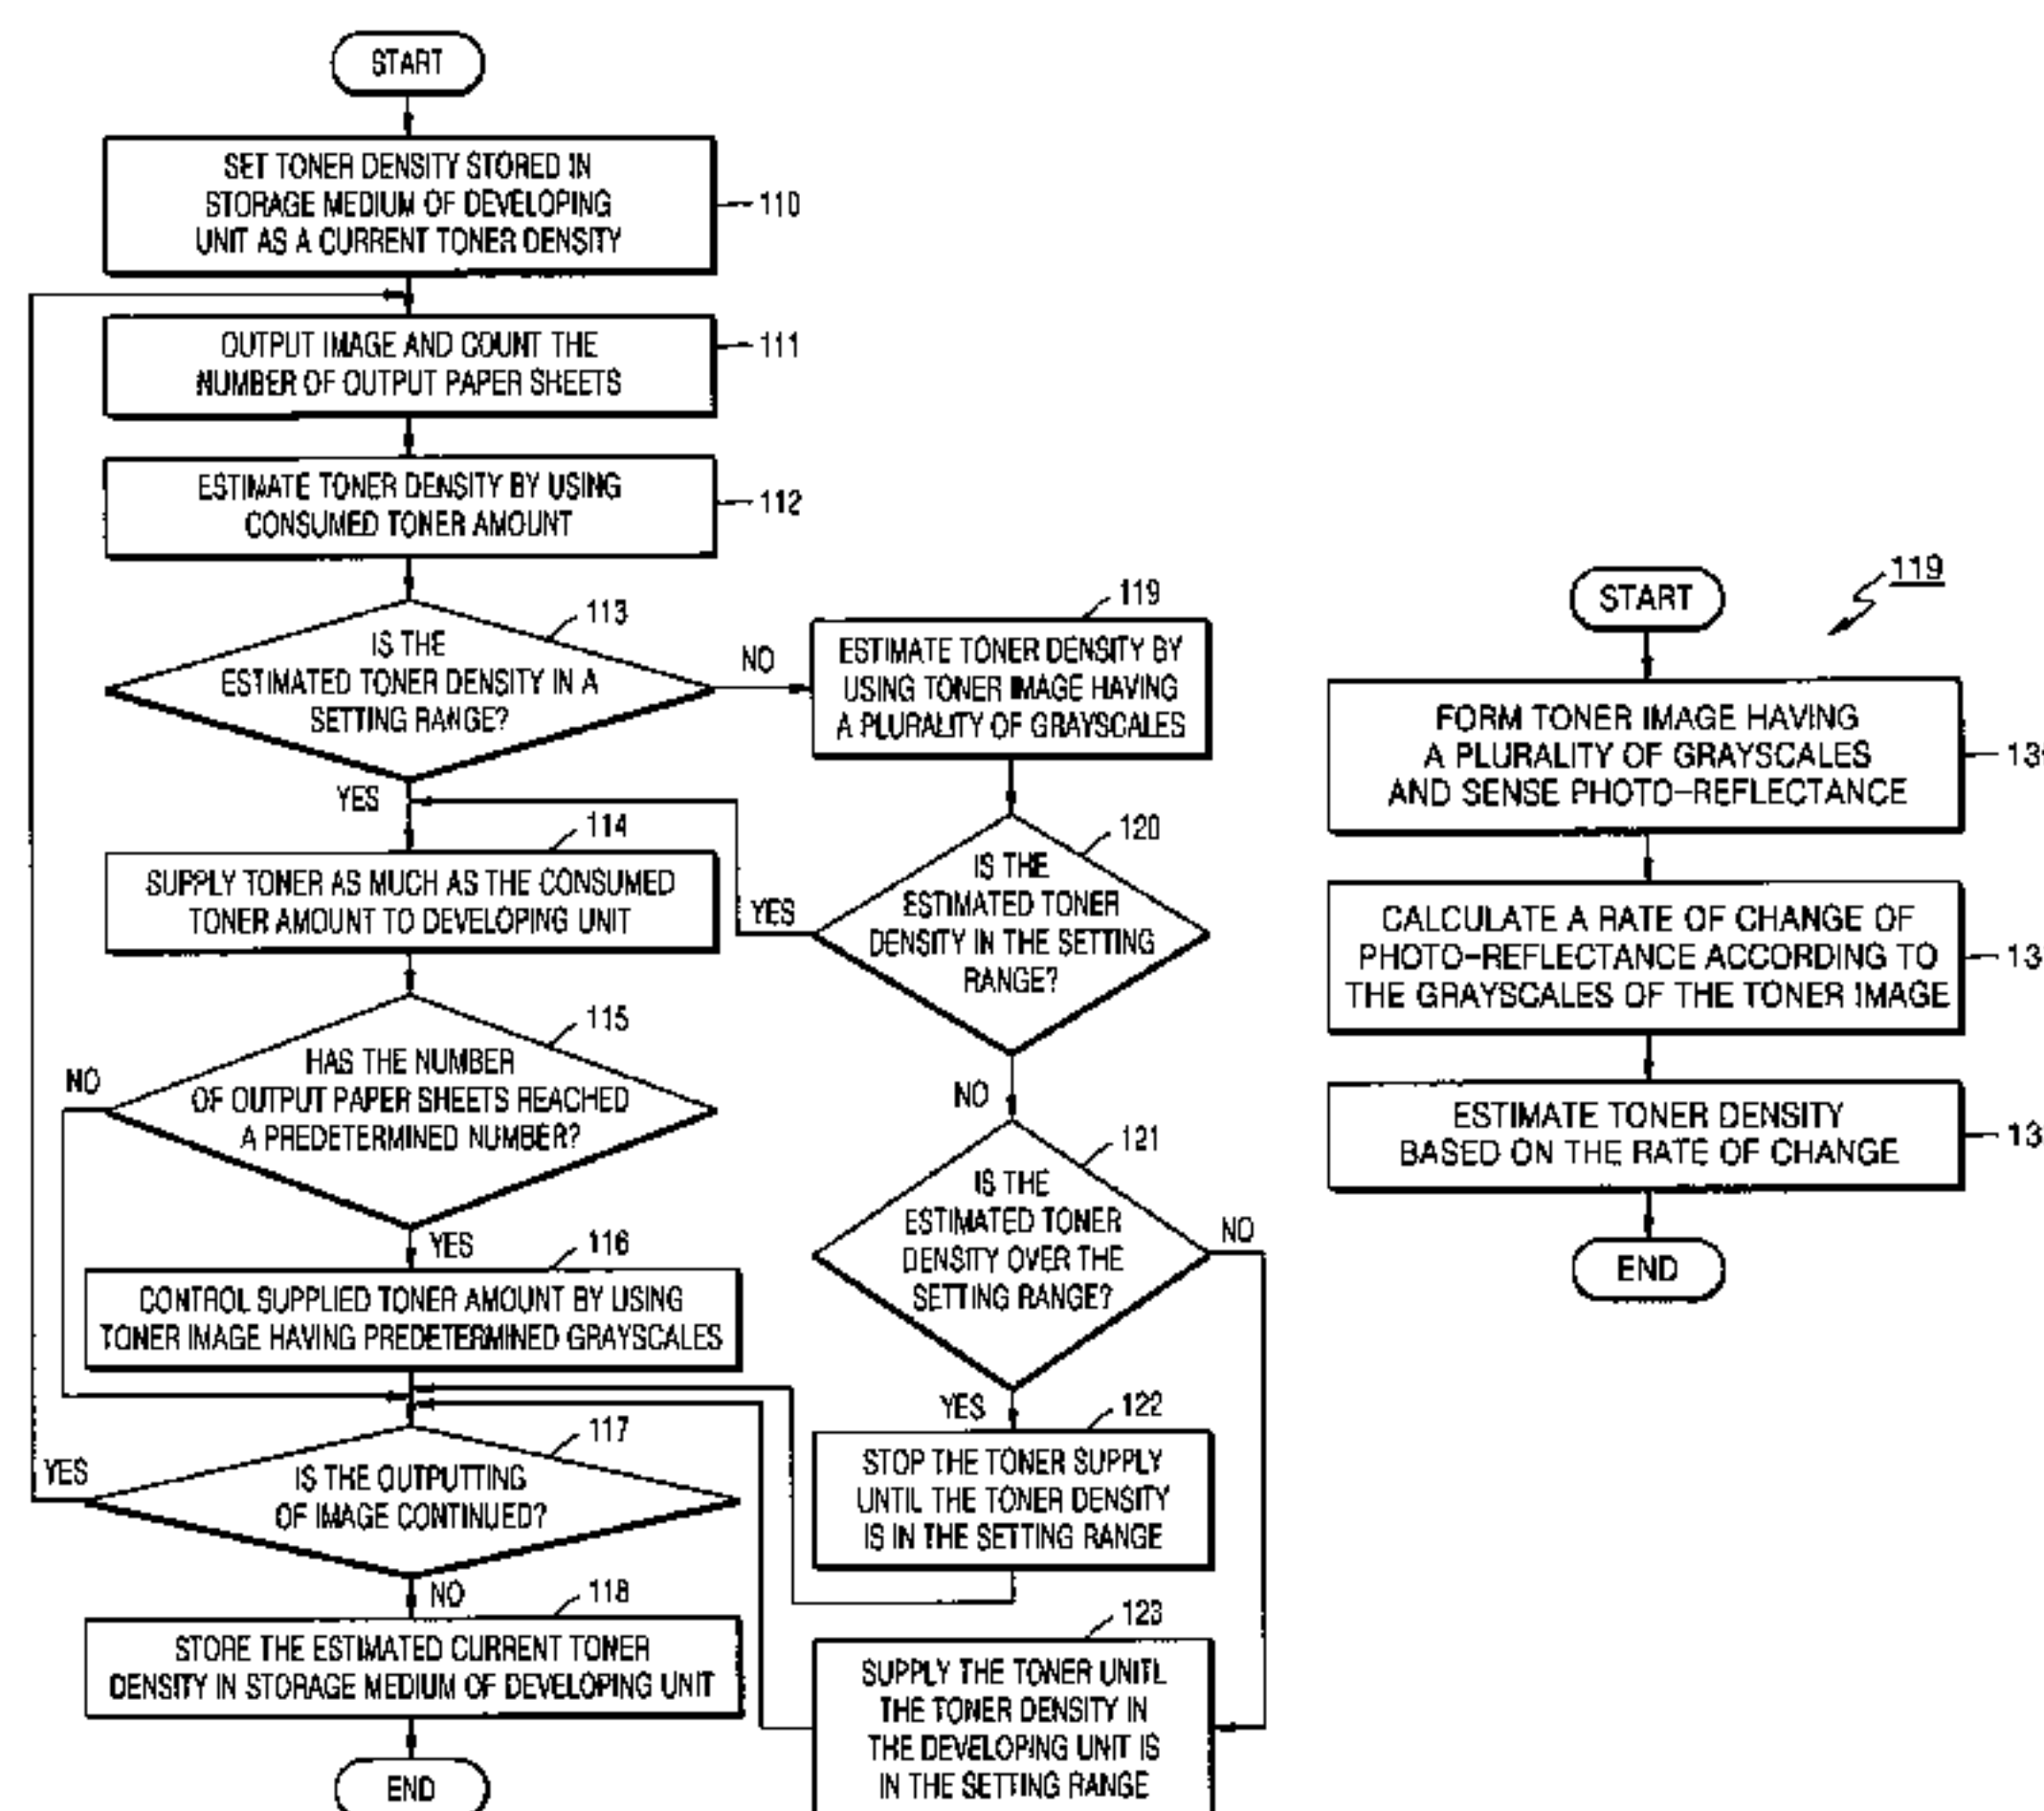 START
SET TONER DENSITY STORED IN
STORAGE MEDIUM OF DEVELOPING
UNIT AS A CURRENT TONER DENSITY
110
OUTPUT IMAGE AND COUNT THE
NUMBER OF OUTPUT PAPER SHEETS
111
ESTIMATE TONER DENSITY BY USING
CONSUMED TONER AMOUNT
112
113
IS THE
ESTIMATED TONER DENSITY IN A
SETTING RANGE?
NO
YES
114
SUPPLY TONER AS MUCH AS THE CONSUMED
TONER AMOUNT TO DEVELOPING UNIT
115
HAS THE NUMBER
OF OUTPUT PAPER SHEETS REACHED
A PREDETERMINED NUMBER?
NO
YES
116
CONTROL SUPPLIED TONER AMOUNT BY USING
TONER IMAGE HAVING PREDETERMINED GRAYSCALES
117
IS THE OUTPUTTING
OF IMAGE CONTINUED?
YES
NO
118
STORE THE ESTIMATED CURRENT TONER
DENSITY IN STORAGE MEDIUM OF DEVELOPING UNIT
END
119
ESTIMATE TONER DENSITY BY
USING TONER IMAGE HAVING
A PLURALITY OF GRAYSCALES
120
IS THE
ESTIMATED TONER
DENSITY IN THE SETTING
RANGE?
YES
NO
121
IS THE
ESTIMATED TONER
DENSITY OVER THE
SETTING RANGE?
NO
YES
122
STOP THE TONER SUPPLY
UNTIL THE TONER DENSITY
IS IN THE SETTING RANGE
123
SUPPLY THE TONER UNITL
THE TONER DENSITY IN
THE DEVELOPING UNIT IS
IN THE SETTING RANGE
119
START
FORM TONER IMAGE HAVING
A PLURALITY OF GRAYSCALES
AND SENSE PHOTO-REFLECTANCE
CALCULATE A RATE OF CHANGE OF
PHOTO-REFLECTANCE ACCORDING TO
THE GRAYSCALES OF THE TONER IMAGE
ESTIMATE TONER DENSITY
BASED ON THE RATE OF CHANGE
END